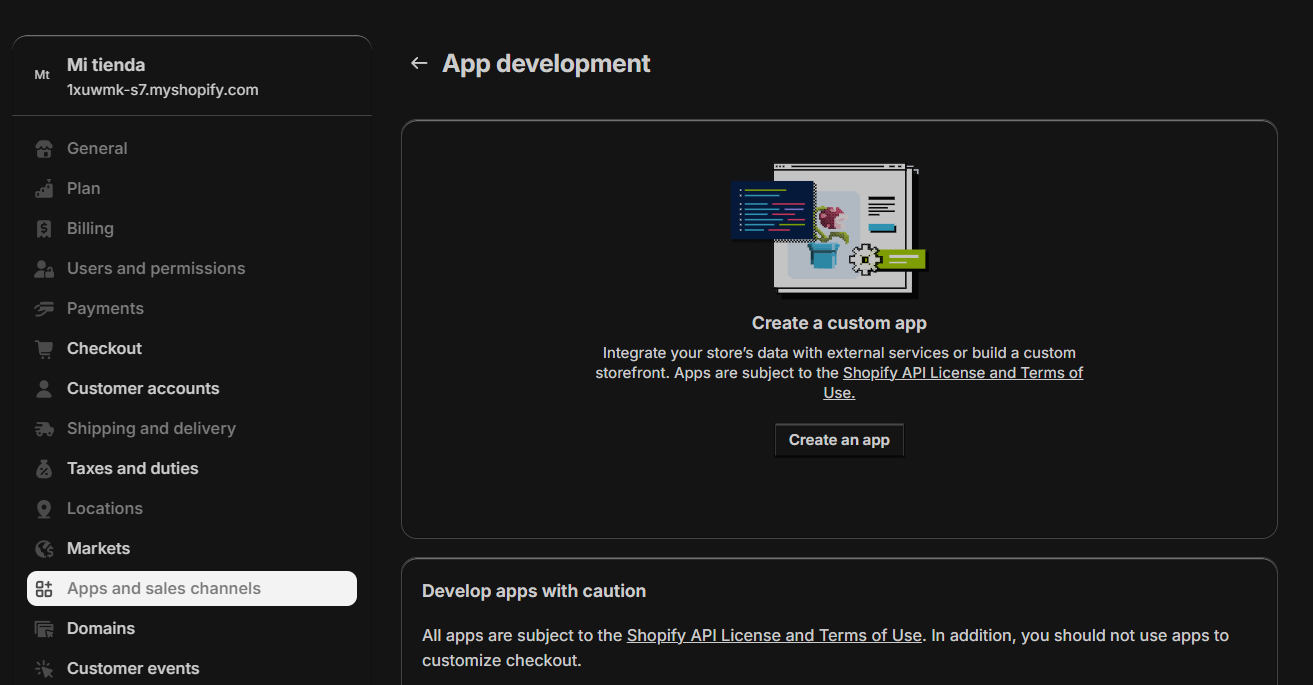 Mt
Mi tienda
1xuwmk-s7.myshopify.com
General
Plan
Billing
Users and permissions
Payments
Checkout
Customer accounts
Shipping and delivery
Taxes and duties
Locations
Markets
Apps and sales channels
Domains
Customer events
App development
Create a custom app
Integrate your store’s data with external services or build a custom
storefront. Apps are subject to the Shopify API License and Terms of
Use.
Create an app
Develop apps with caution
All apps are subject to the Shopify API License and Terms of Use. In addition, you should not use apps to
customize checkout.